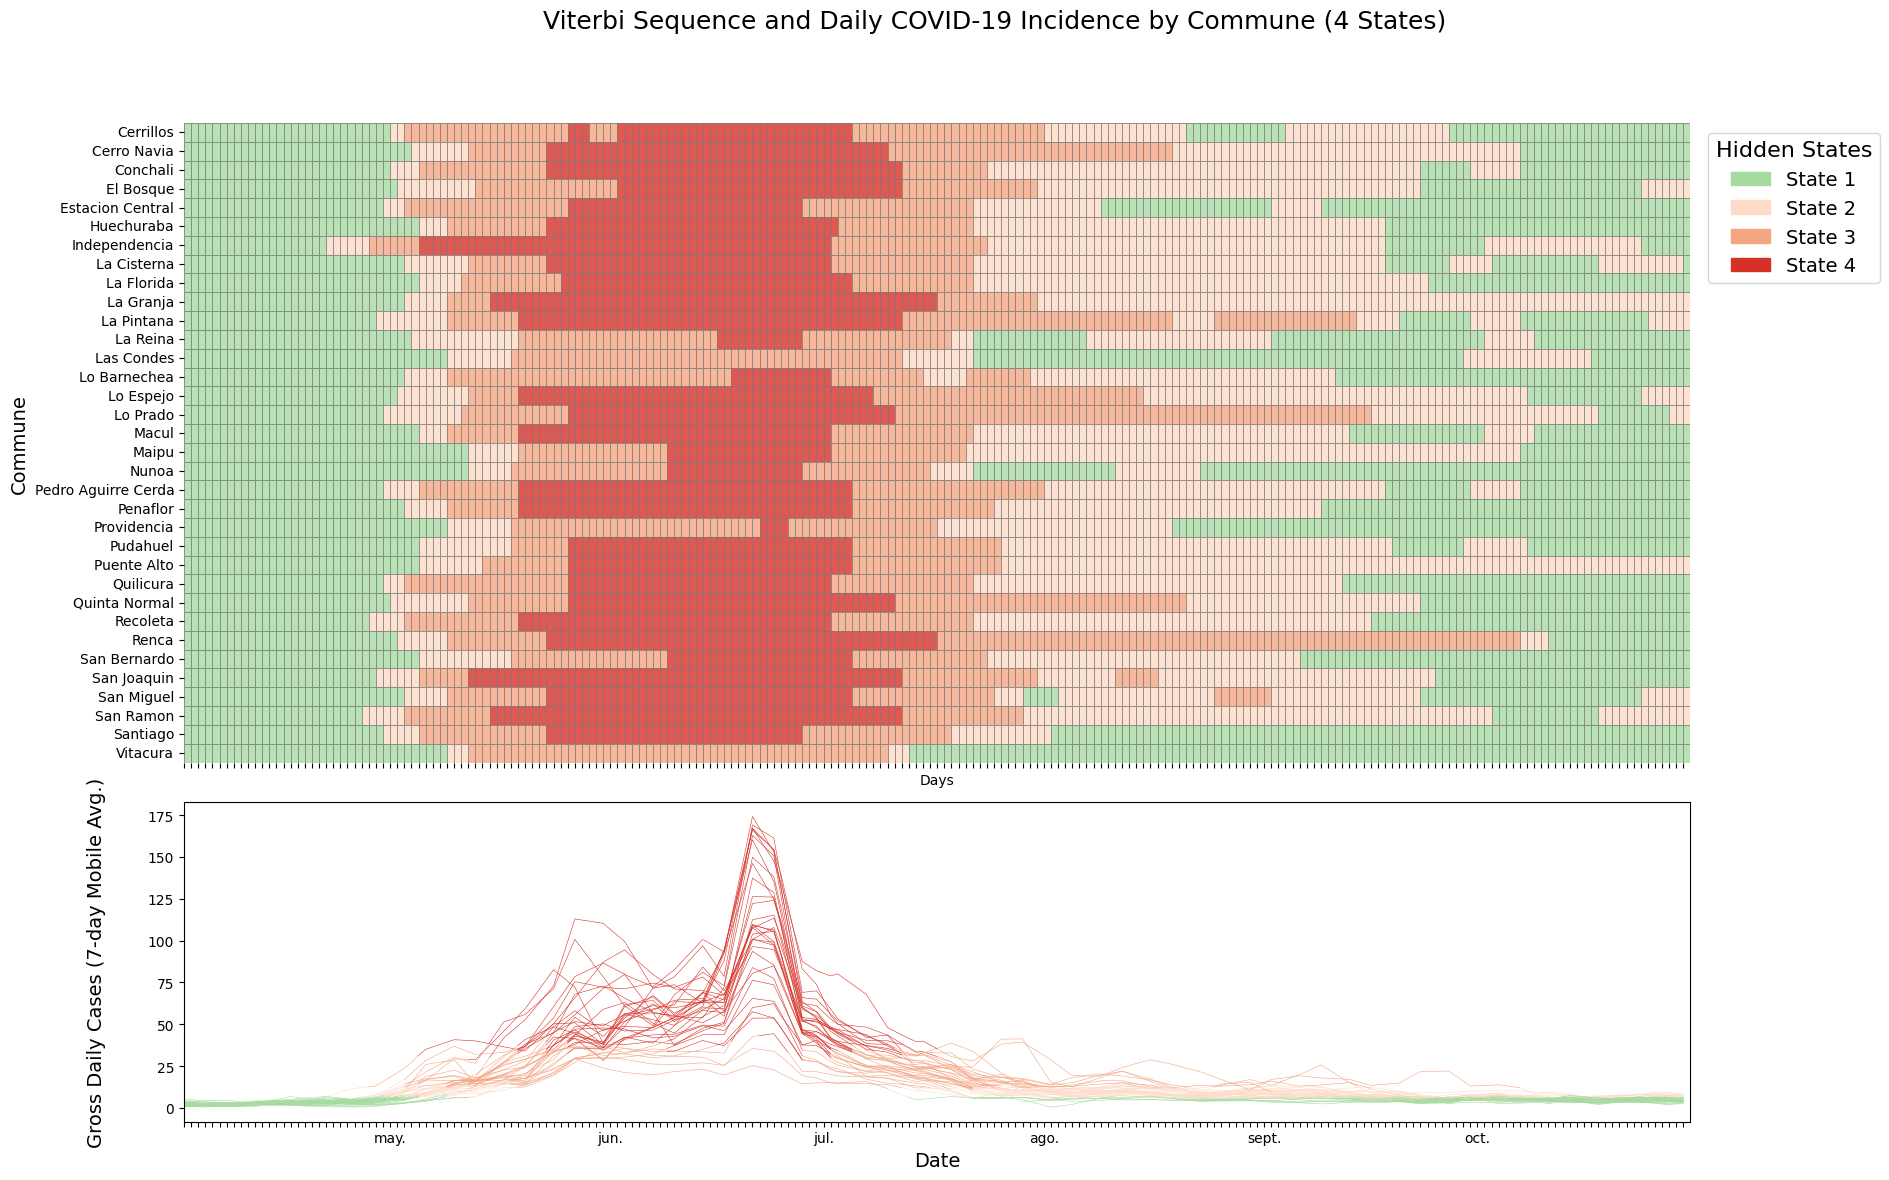 Viterbi Sequence and Daily COVID-19 Incidence by Commune (4 States)
Commune
Cerrillos
Cerro Navia
Conchali
El Bosque
Estacion Central
Huechuraba
Independencia
La Cisterna
La Florida
La Granja
La Pintana
La Reina
Las Condes
Lo Barnechea
Lo Espejo
Lo Prado
Macul
Maipu
Nunoa
Pedro Aguirre Cerda
Penaflor
Providencia
Pudahuel
Puente Alto
Quilicura
Quinta Normal
Recoleta
Renca
San Bernardo
San Joaquin
San Miguel
San Ramon
Santiago
Vitacura
Days
Hidden States
State 1
State 2
State 3
State 4
Gross Daily Cases (7-day Mobile Avg.)
175
150
125
100
75
50
25
0
may. jun. jul. ago. sept. oct.
Date